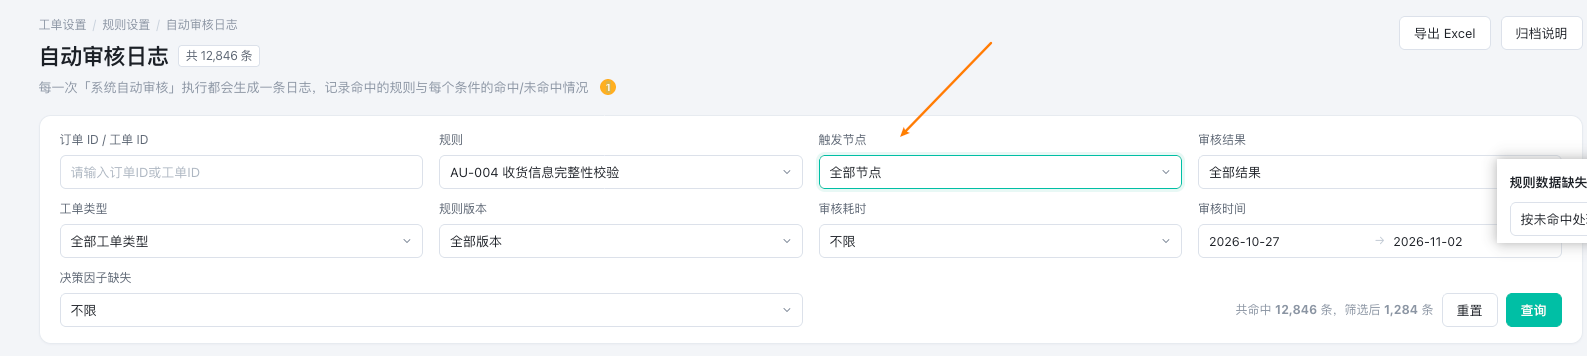 工单设置 / 规则设置 / 自动审核日志
导出 Excel
归档说明
自动审核日志
共 12,846 条
每一次「系统自动审核」执行都会生成一条日志，记录命中的规则与每个条件的命中/未命中情况
1
订单 ID / 工单 ID
规则
触发节点
审核结果
请输入订单ID或工单ID
AU-004 收货信息完整性校验
全部节点
全部结果
规则数据缺失
工单类型
规则版本
审核耗时
审核时间
按未命中处
全部工单类型
全部版本
不限
2026-10-27 → 2026-11-02
决策因子缺失
不限
共命中 12,846 条，筛选后 1,284 条
重置
查询